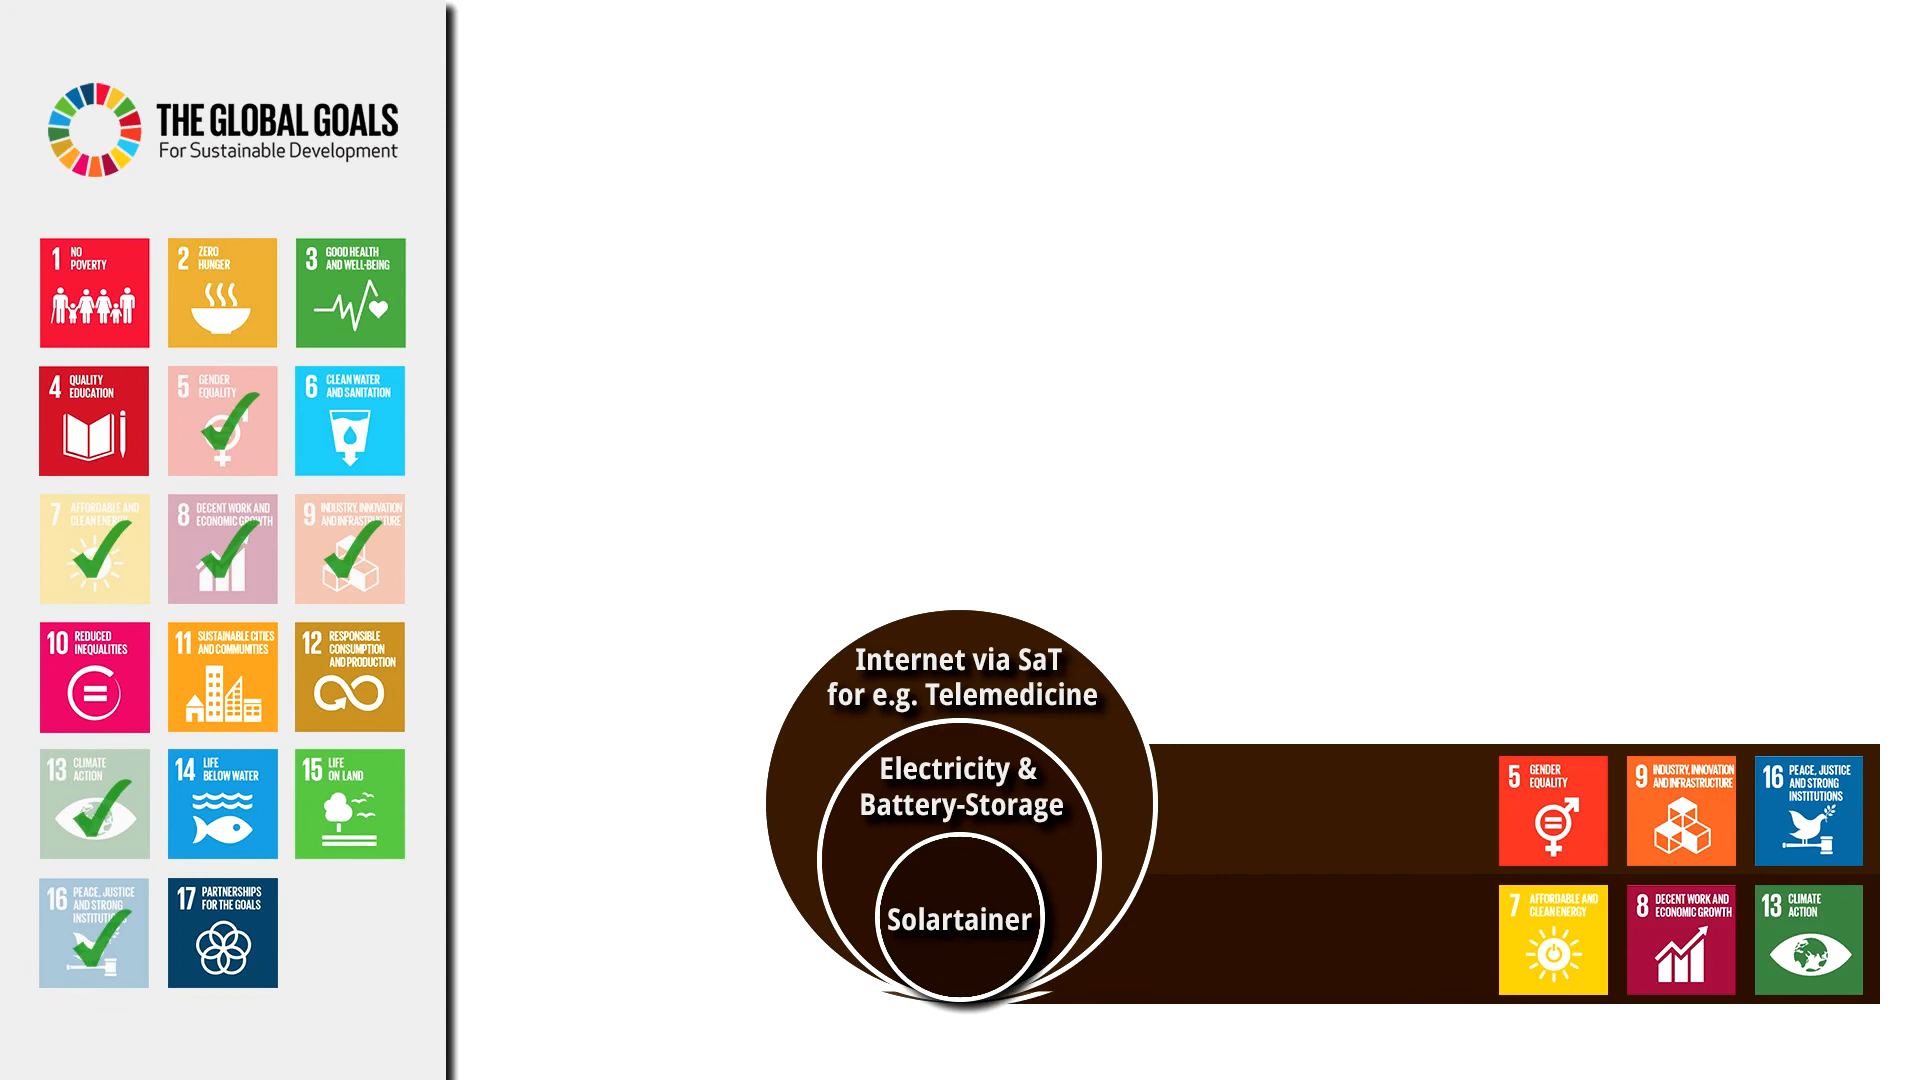 THE GLOBAL GOALS
For Sustainable Development
1 NO
POVERTY
2 ZERO
HUNGER
3 GOOD HEALTH
AND WELL-BEING
4 QUALITY
EDUCATION
5 GENDER
EQUALITY
6 CLEAN WATER
AND SANITATION
7 AFFORDABLE AND
CLEAN ENERGY
8 DECENT WORK AND
ECONOMIC GROWTH
9 INDUSTRY, INNOVATION
AND INFRASTRUCTURE
10 REDUCED
INEQUALITIES
11 SUSTAINABLE CITIES
AND COMMUNITIES
12 RESPONSIBLE
CONSUMPTION
AND PRODUCTION
13 CLIMATE
ACTION
14 LIFE
BELOW WATER
15 LIFE
ON LAND
16 PEACE, JUSTICE
AND STRONG
INSTITUTIONS
17 PARTNERSHIPS
FOR THE GOALS
Internet via SaT
for e.g. Telemedicine
Electricity &
Battery-Storage
Solartainer
5 GENDER
EQUALITY
9 INDUSTRY, INNOVATION
AND INFRASTRUCTURE
16 PEACE, JUSTICE
AND STRONG
INSTITUTIONS
7 AFFORDABLE AND
CLEAN ENERGY
8 DECENT WORK AND
ECONOMIC GROWTH
13 CLIMATE
ACTION